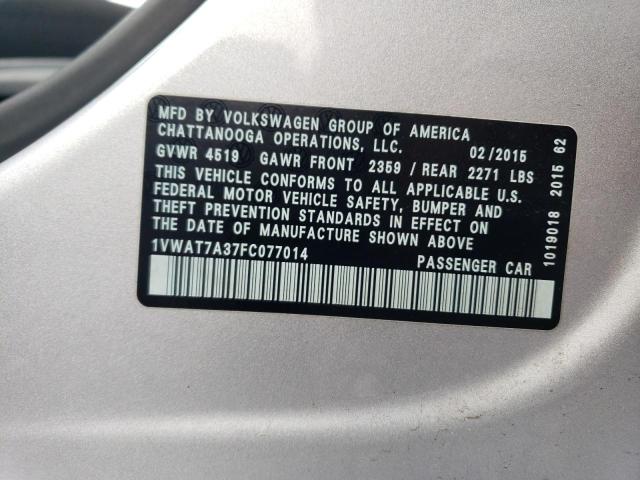 MFD BY VOLKSWAGEN GROUP OF AMERICA
CHATTANOOGA OPERATIONS, LLC. 02/2015
GVWR 4519 GAWR FRONT 2359 / REAR 2271 LBS
THIS VEHICLE CONFORMS TO ALL APPLICABLE U.S.
FEDERAL MOTOR VEHICLE SAFETY, BUMPER AND
THEFT PREVENTION STANDARDS IN EFFECT ON
THE DATE OF MANUFACTURE SHOWN ABOVE
1VWAT7A37FC077014 PASSENGER CAR
1019018 2015 62